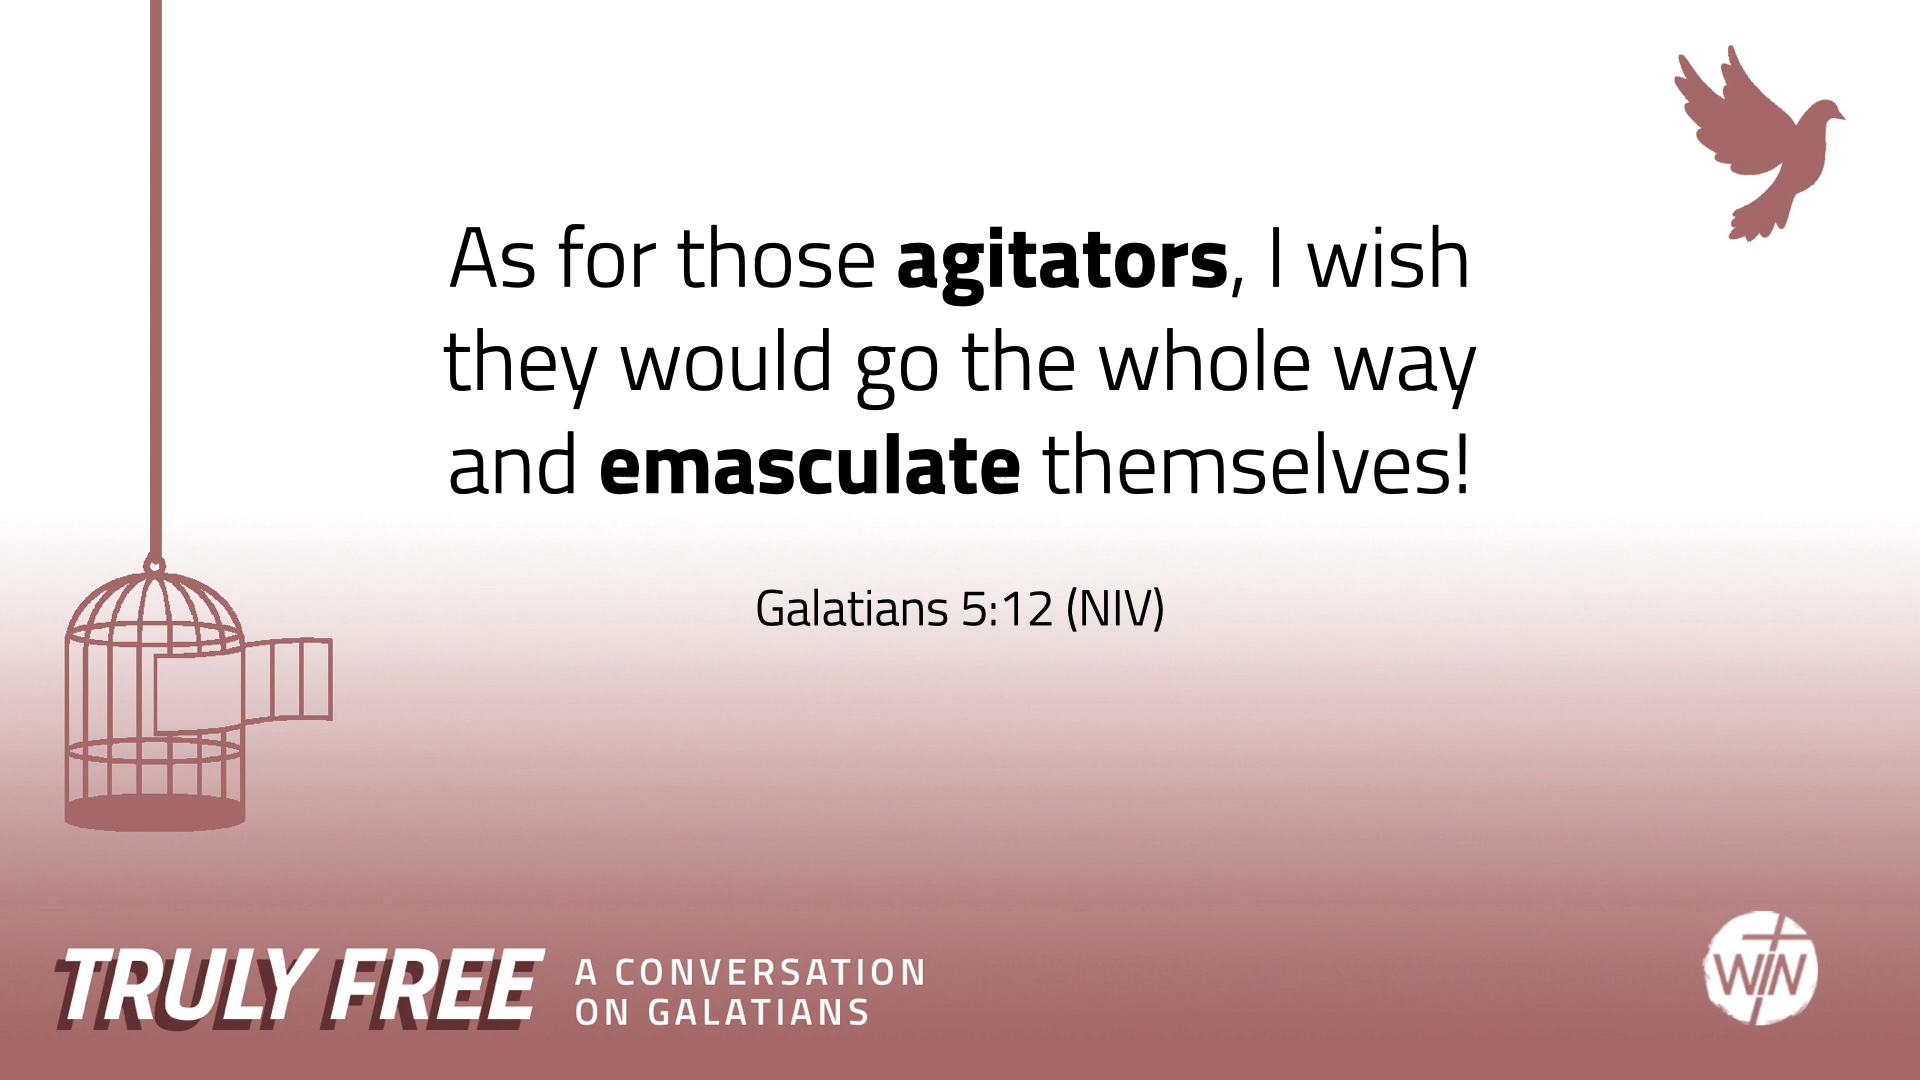 As for those agitators, I wish
they would go the whole way
and emasculate themselves!
Galatians 5:12 (NIV)
TRULY FREE
A CONVERSATION
ON GALATIANS
WIN